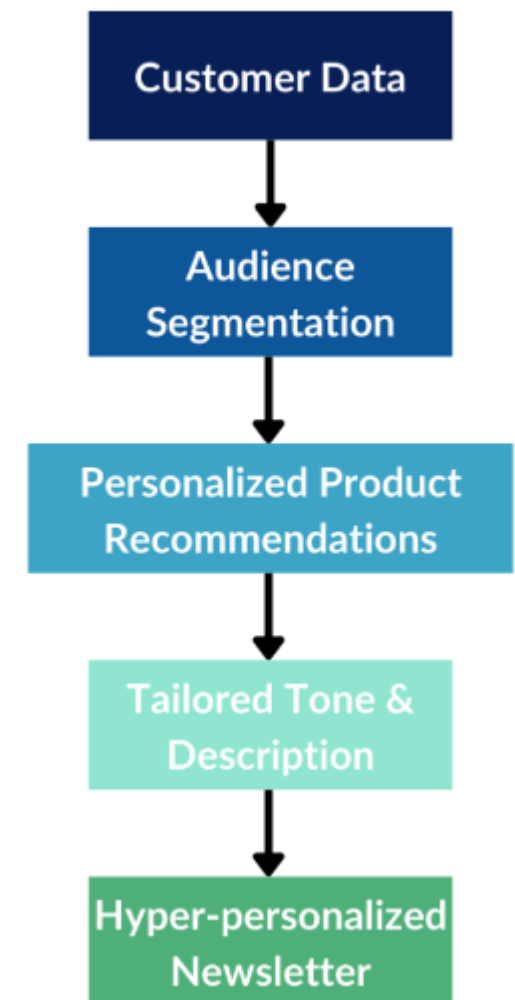 Customer Data
Audience
Segmentation
Personalized Product
Recommendations
Tailored Tone &
Description
Hyper-personalized
Newsletter